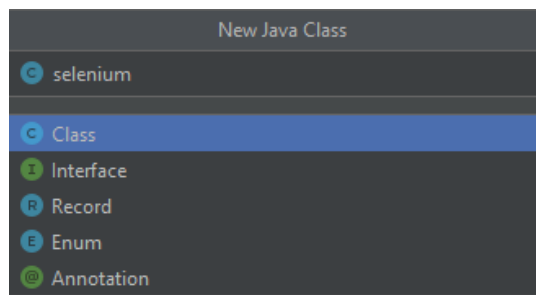 New Java Class
C selenium
C Class
I Interface
R Record
E Enum
@ Annotation